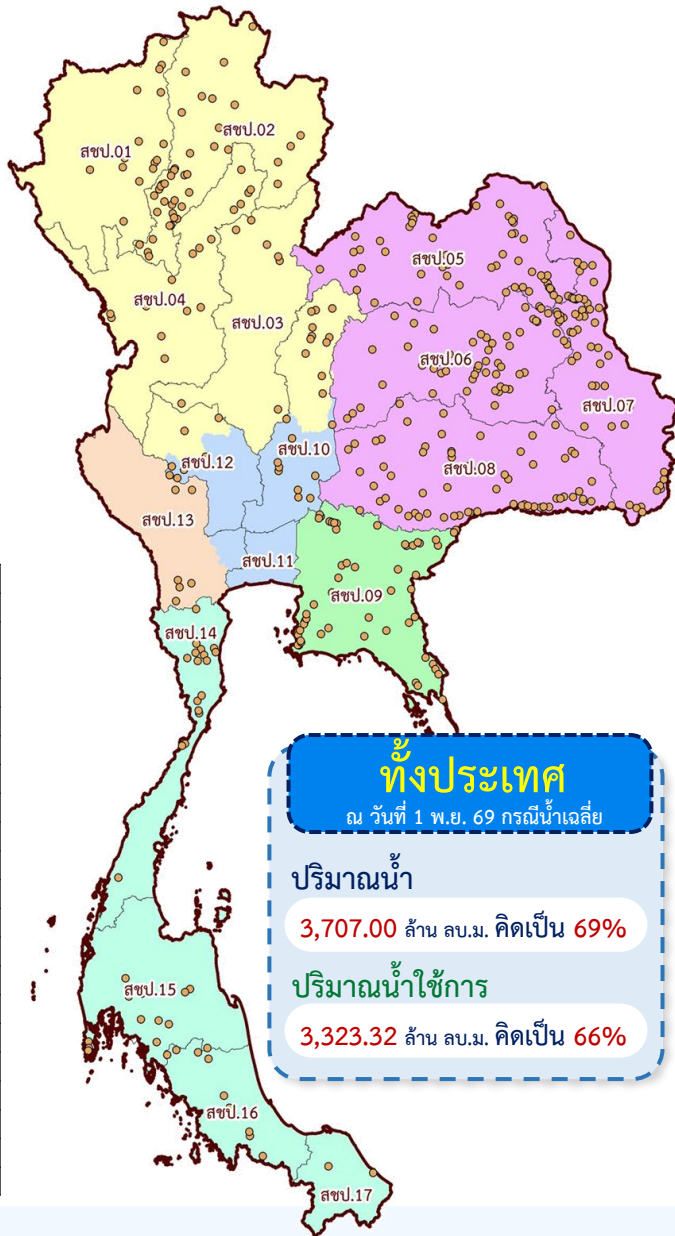 สชป.02
สชป.01
สชป.05
สชป.04
สชป.03
สชป.06
สชป.07
สชป.10
สชป.12
สชป.08
สชป.13
สชป.11
สชป.09
สชป.14
ทั้งประเทศ
ณ วันที่ 1 พ.ย. 69 กรณีน้ำเฉลี่ย
ปริมาณน้ำ
3,707.00 ล้าน ลบ.ม. คิดเป็น 69%
ปริมาณน้ำใช้การ
3,323.32 ล้าน ลบ.ม. คิดเป็น 66%
สชป.15
สชป.16
สชป.17